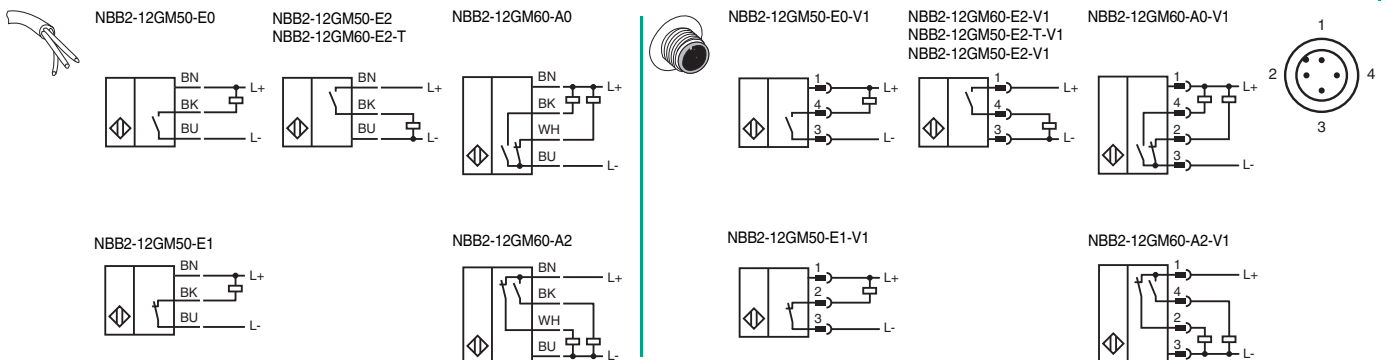 NBB2-12GM50-E0
BN
L+
BK
BU
L-
NBB2-12GM50-E2
NBB2-12GM60-E2-T
BN
L+
BK
BU
L-
NBB2-12GM60-A0
BN
L+
BK
WH
BU
L-
NBB2-12GM50-E0-V1
1
L+
4
3
L-
NBB2-12GM60-E2-V1
NBB2-12GM50-E2-T-V1
NBB2-12GM50-E2-V1
1
L+
4
3
L-
NBB2-12GM60-A0-V1
1
L+
4
2
3
L-
1
2
4
3
NBB2-12GM50-E1
BN
L+
BK
BU
L-
NBB2-12GM60-A2
BN
L+
BK
WH
BU
L-
NBB2-12GM50-E1-V1
1
L+
2
3
L-
NBB2-12GM60-A2-V1
1
L+
4
2
3
L-